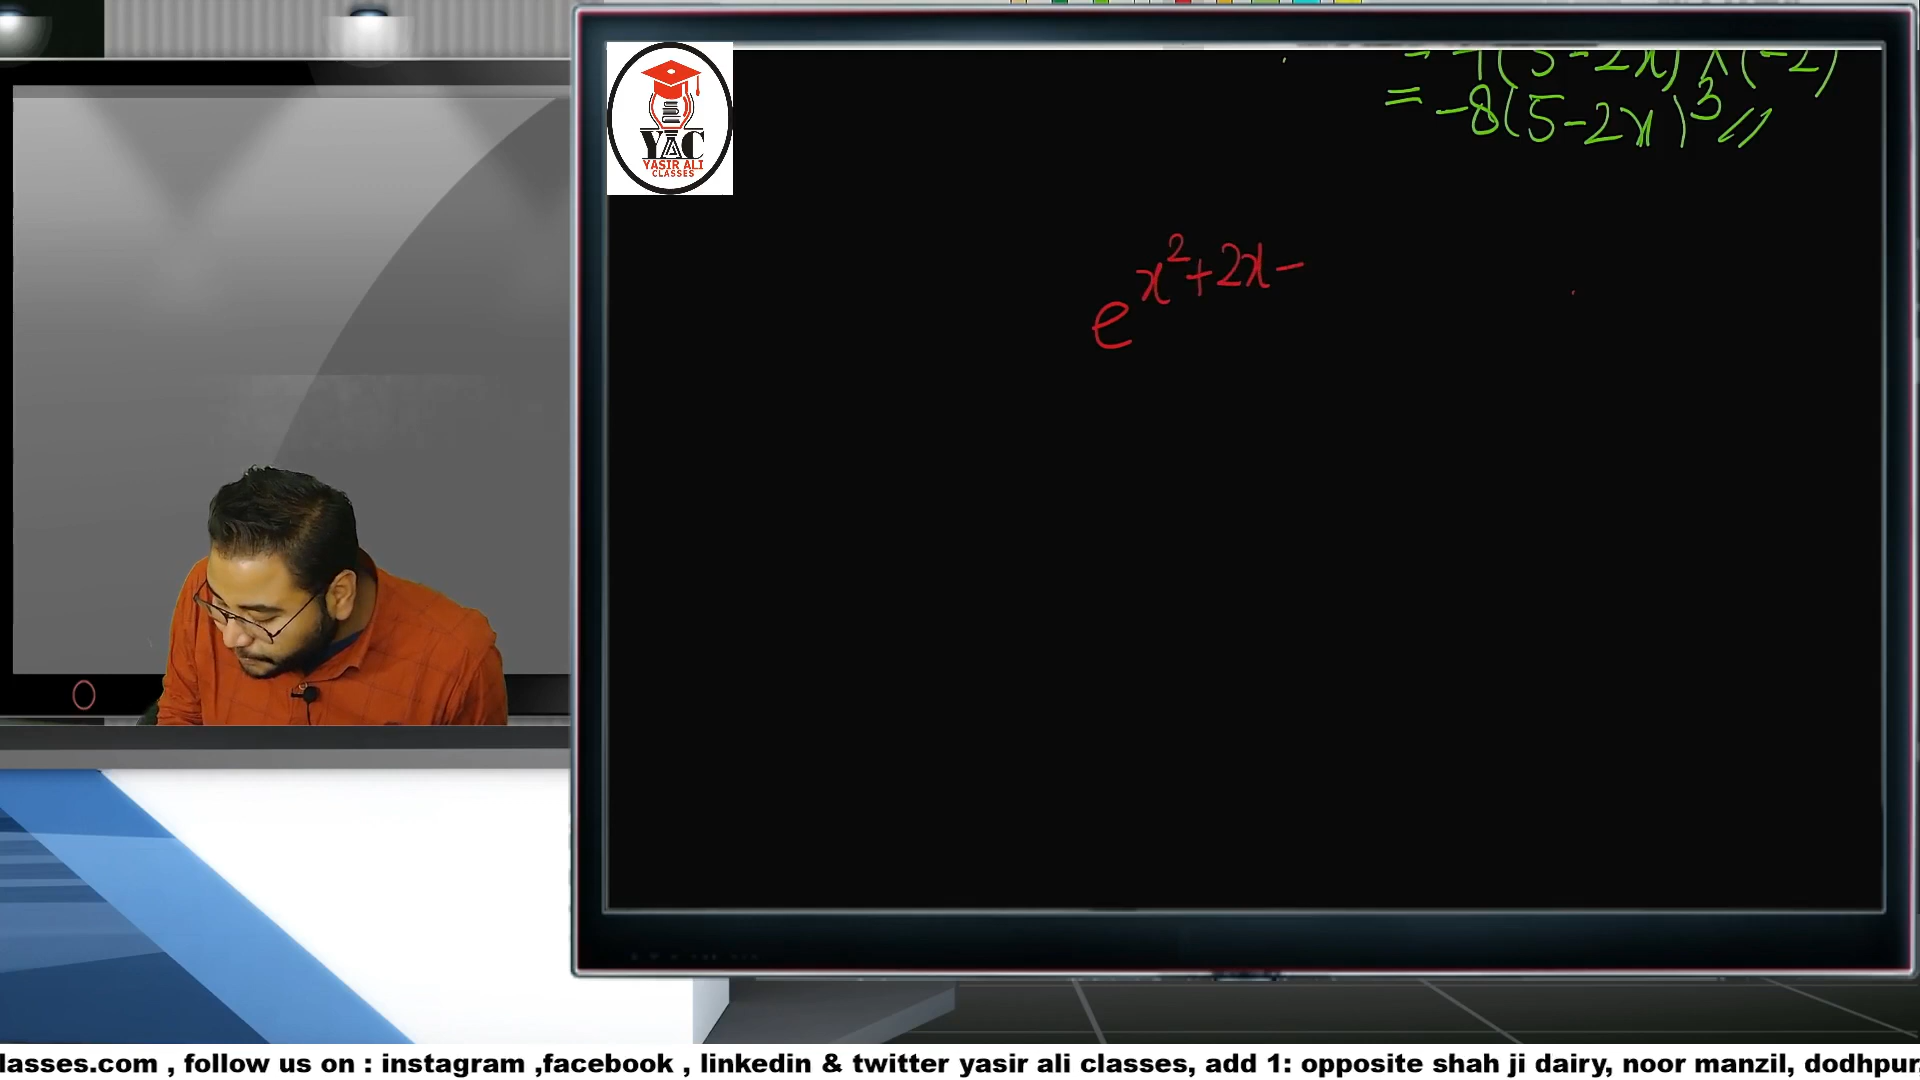 = -8(5-2x)³//
YAC
YASIR ALI
CLASSES
e^{x²+2x-
lasses.com , follow us on : instagram ,facebook , linkedin & twitter yasir ali classes, add 1: opposite shah ji dairy, noor manzil, dodhpur,